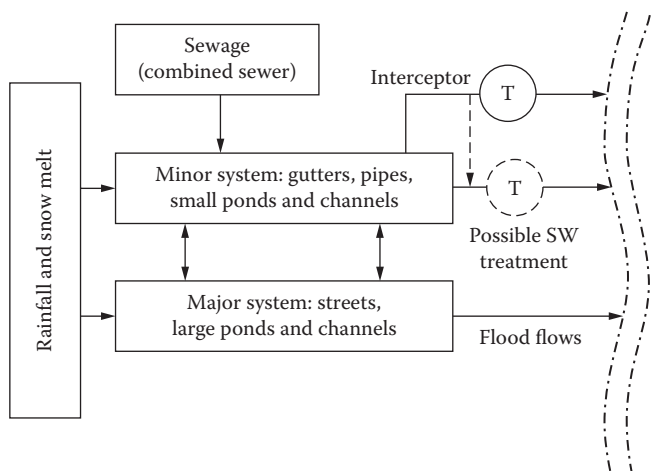 Sewage
(combined sewer)
Interceptor
T
Rainfall and snow melt
Minor system: gutters, pipes,
small ponds and channels
T
Possible SW
treatment
Major system: streets,
large ponds and channels
Flood flows